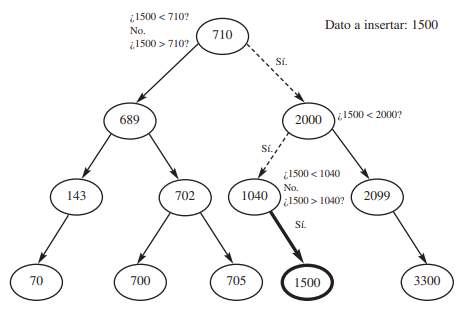 ¿1500 < 710?
No.
¿1500 > 710?
710
Dato a insertar: 1500
Sí.
689
2000
¿1500 < 2000?
Sí.
143
702
1040
¿1500 < 1040
No.
¿1500 > 1040?
2099
Sí.
70
700
705
1500
3300